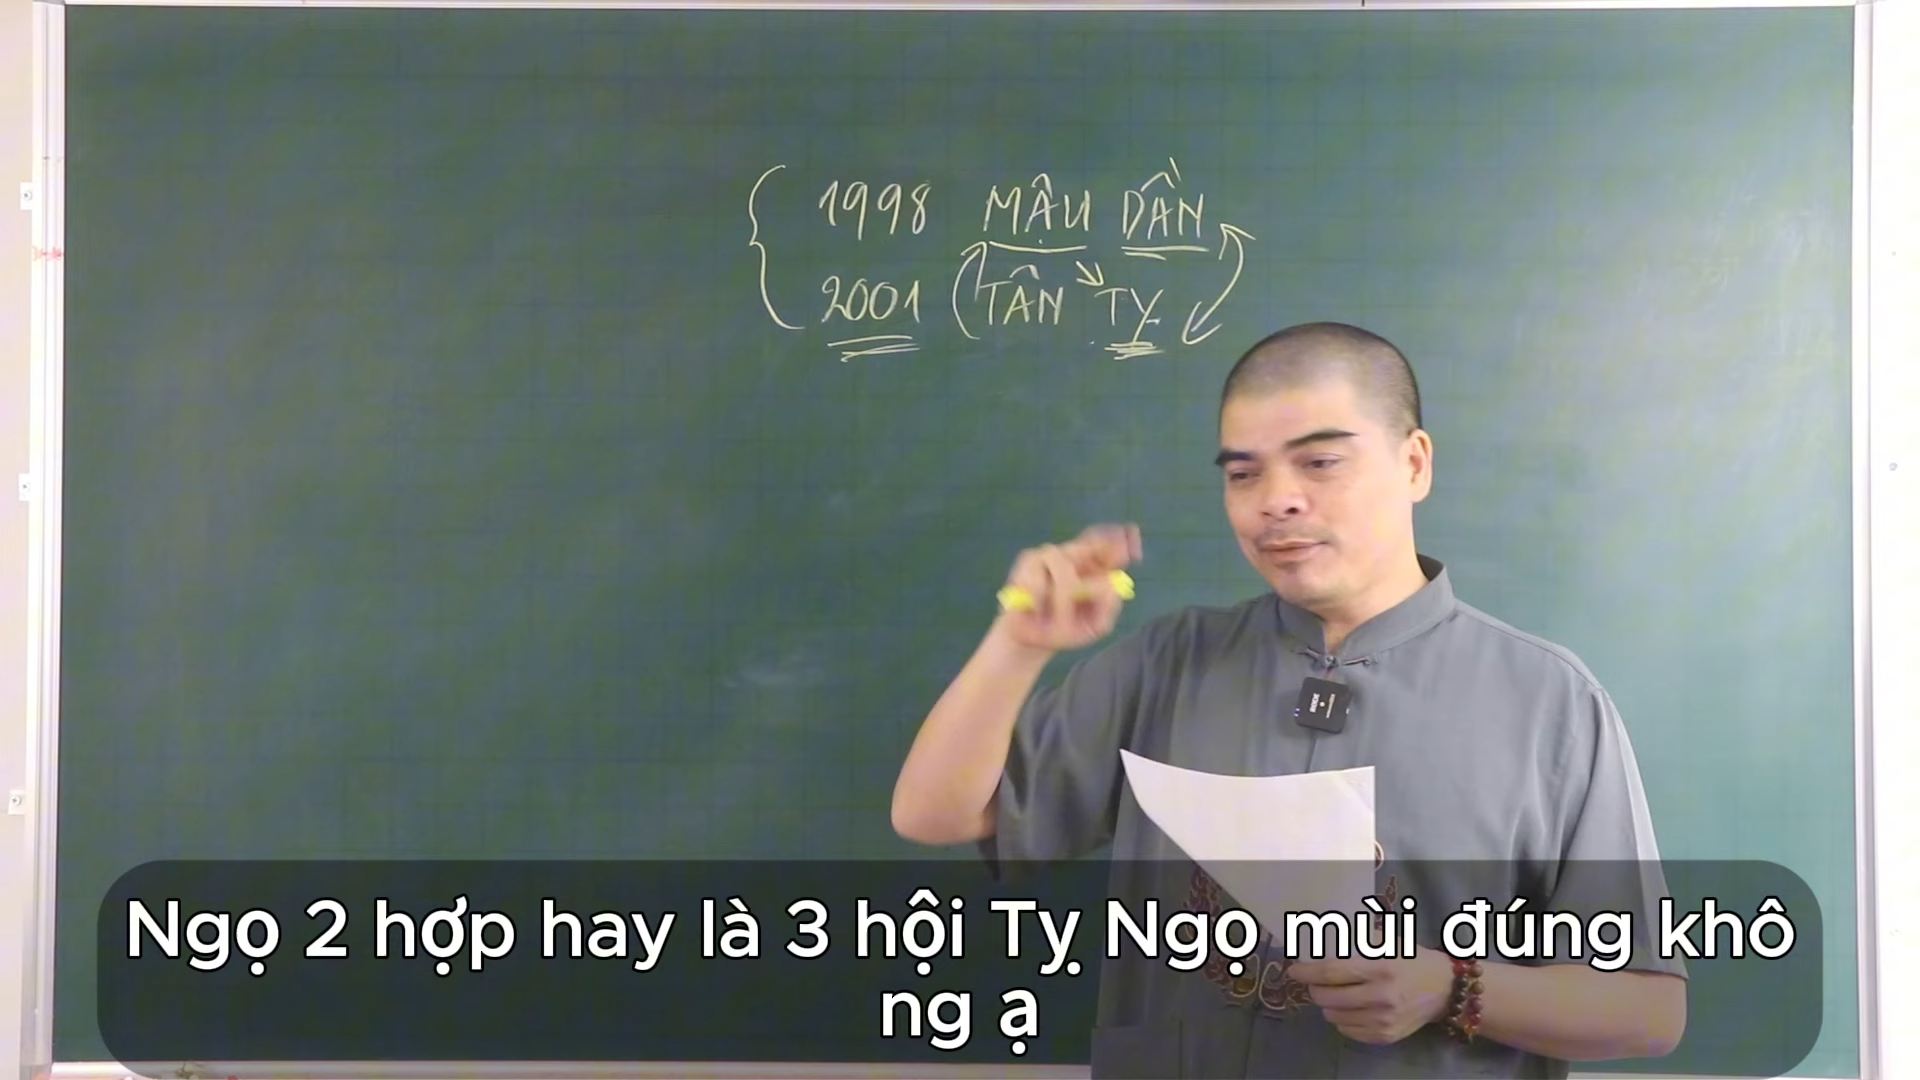 1998 MẬU DẦN
2001 TÂN TỴ
RODE
Ngọ 2 hợp hay là 3 hội Tỵ Ngọ mùi đúng khô
ng ạ